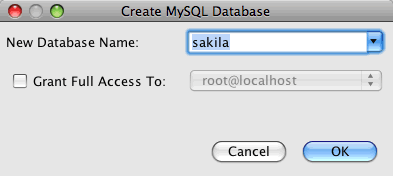 Create MySQL Database
New Database Name: sakila
Grant Full Access To: root@localhost
Cancel OK